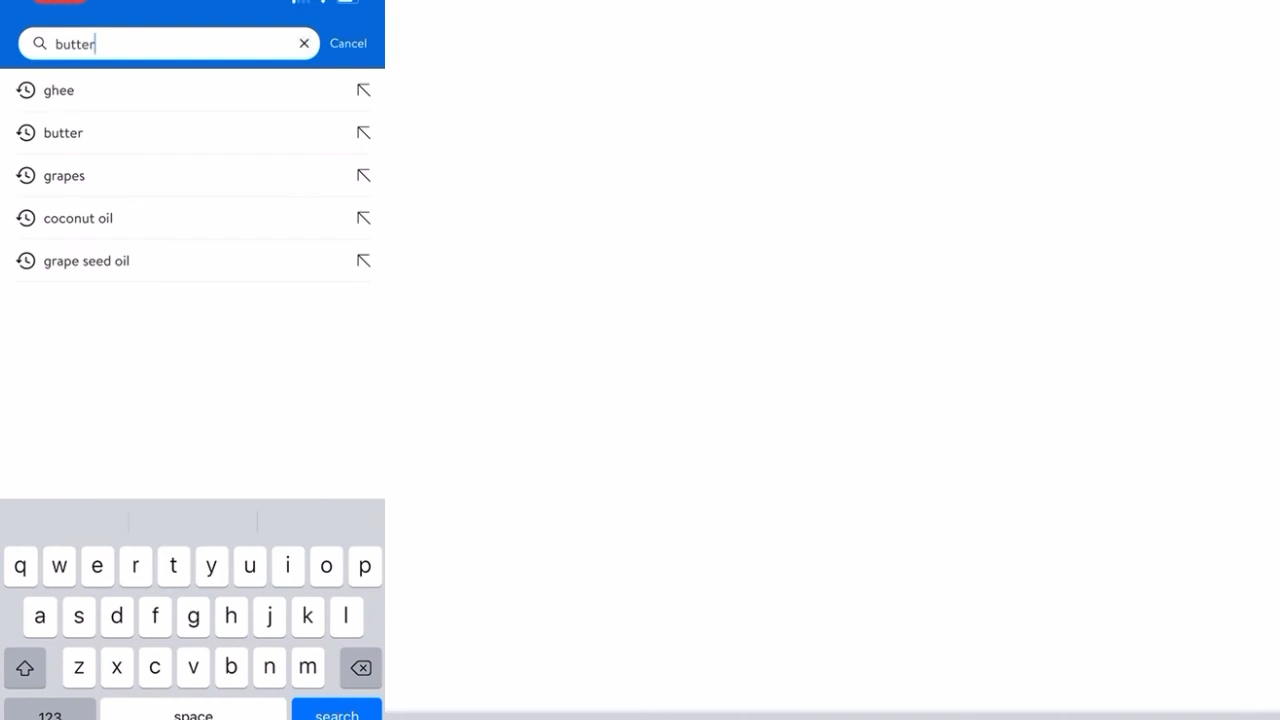 butter
Cancel
ghee
butter
grapes
coconut oil
grape seed oil
q w e r t y u i o p
a s d f g h j k l
z x c v b n m
123 space search